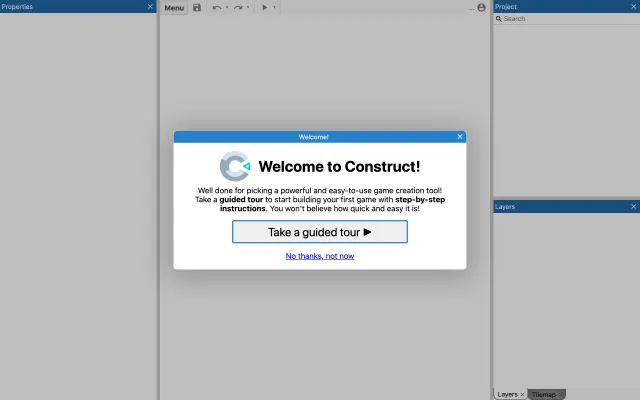 Properties
Menu
...
Project
Search
Welcome!
Welcome to Construct!
Well done for picking a powerful and easy-to-use game creation tool!
Take a guided tour to start building your first game with step-by-step
instructions. You won't believe how quick and easy it is!
Take a guided tour
No thanks, not now
Layers
Layers
Tilemap